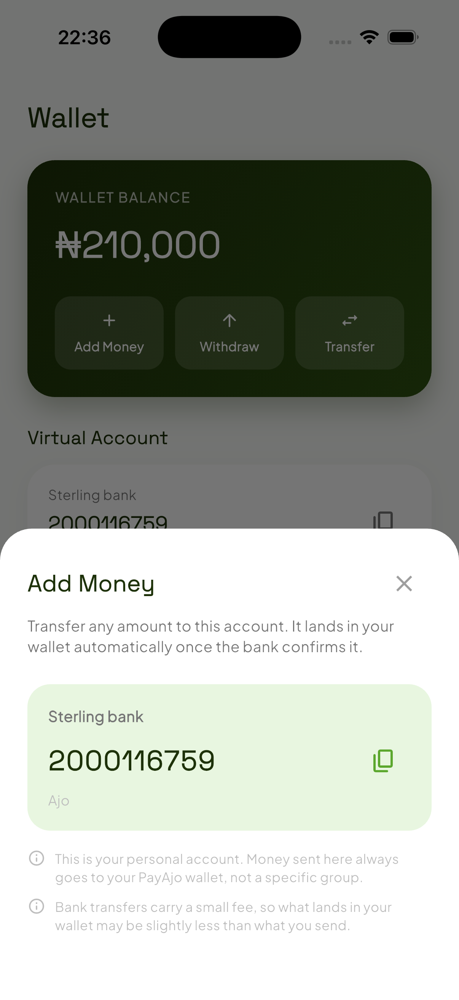 22:36
Wallet
WALLET BALANCE
₦210,000
Add Money
Withdraw
Transfer
Virtual Account
Sterling bank
2000116759
Add Money
Transfer any amount to this account. It lands in your
wallet automatically once the bank confirms it.
Sterling bank
2000116759
Ajo
This is your personal account. Money sent here always
goes to your PayAjo wallet, not a specific group.
Bank transfers carry a small fee, so what lands in your
wallet may be slightly less than what you send.